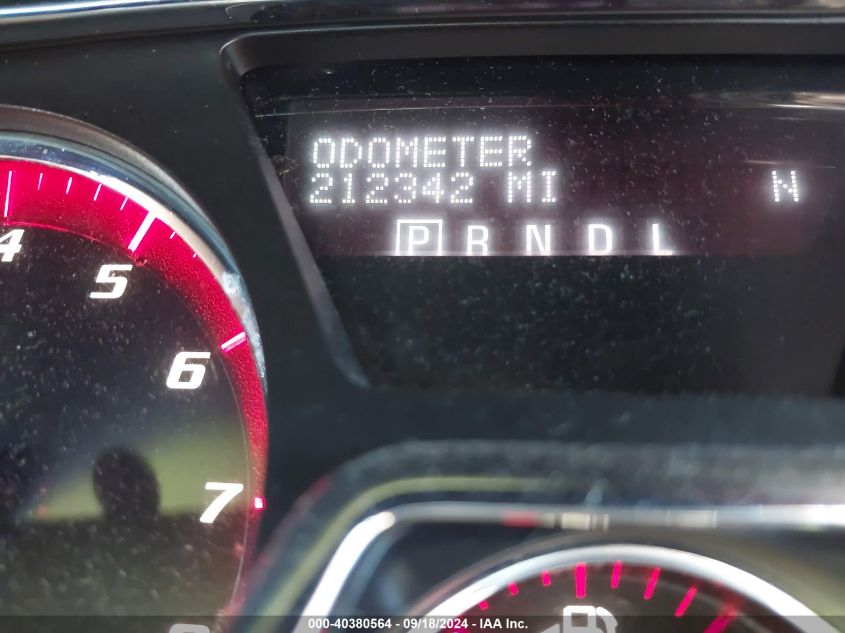 ODOMETER
212342 MI N
P R N D L
4
5
6
7
000-40380564 - 09/18/2024 - IAA Inc.